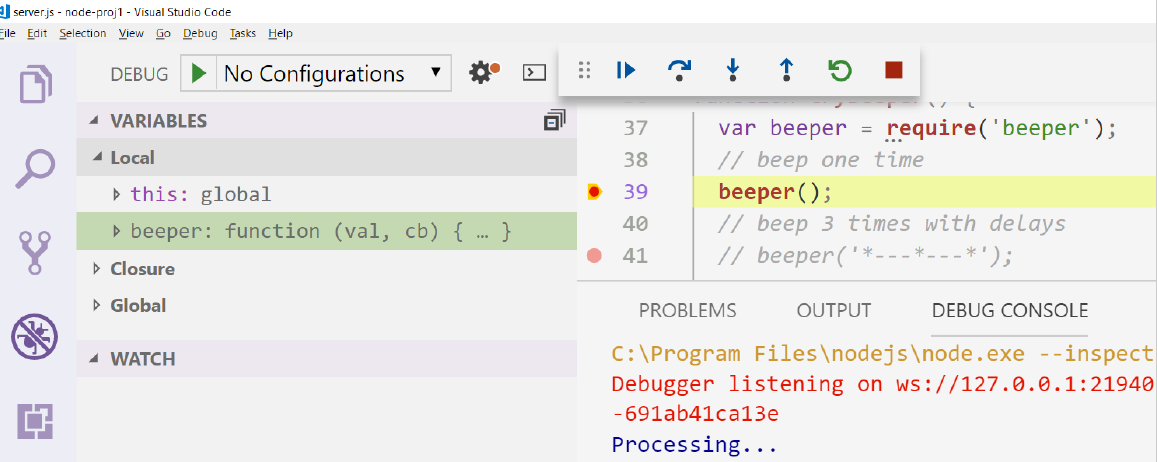 server.js - node-proj1 - Visual Studio Code
File Edit Selection View Go Debug Tasks Help
DEBUG No Configurations
VARIABLES
Local
this: global
beeper: function (val, cb) { … }
Closure
Global
WATCH
37 var beeper = require('beeper');
38 // beep one time
39 beeper();
40 // beep 3 times with delays
41 // beeper('*---*---*');
PROBLEMS OUTPUT DEBUG CONSOLE
C:\Program Files\nodejs\node.exe --inspect
Debugger listening on ws://127.0.0.1:21940
-691ab41ca13e
Processing...